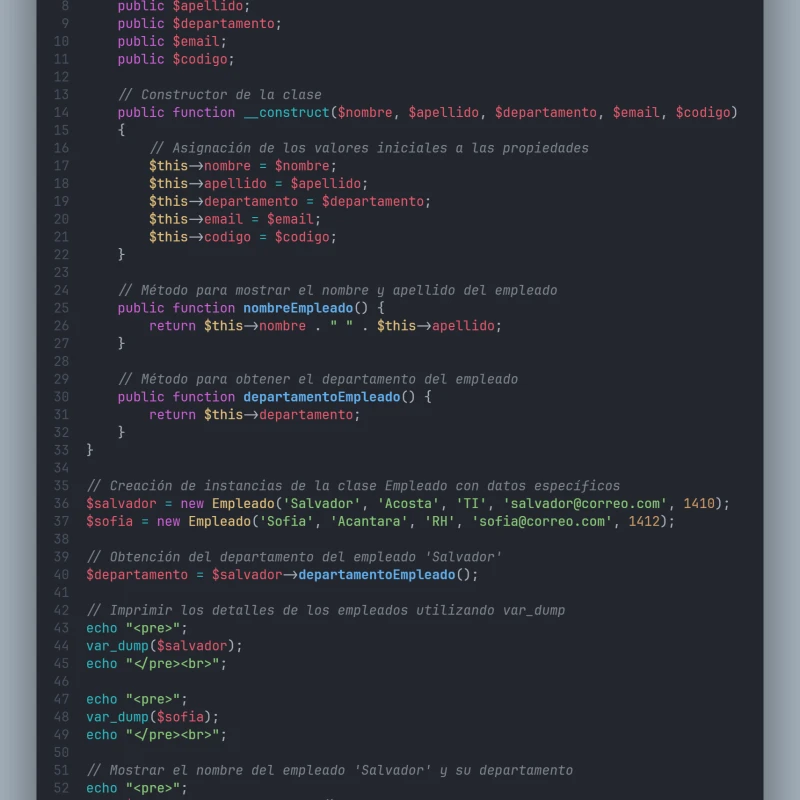 8 public $apellido;
9 public $departamento;
10 public $email;
11 public $codigo;
12
13 // Constructor de la clase
14 public function __construct($nombre, $apellido, $departamento, $email, $codigo)
15 {
16 // Asignación de los valores iniciales a las propiedades
17 $this->nombre = $nombre;
18 $this->apellido = $apellido;
19 $this->departamento = $departamento;
20 $this->email = $email;
21 $this->codigo = $codigo;
22 }
23
24 // Método para mostrar el nombre y apellido del empleado
25 public function nombreEmpleado() {
26 return $this->nombre . " " . $this->apellido;
27 }
28
29 // Método para obtener el departamento del empleado
30 public function departamentoEmpleado() {
31 return $this->departamento;
32 }
33 }
34
35 // Creación de instancias de la clase Empleado con datos específicos
36 $salvador = new Empleado('Salvador', 'Acosta', 'TI', 'salvador@correo.com', 1410);
37 $sofia = new Empleado('Sofia', 'Acantara', 'RH', 'sofia@correo.com', 1412);
38
39 // Obtención del departamento del empleado 'Salvador'
40 $departamento = $salvador->departamentoEmpleado();
41
42 // Imprimir los detalles de los empleados utilizando var_dump
43 echo "<pre>";
44 var_dump($salvador);
45 echo "</pre><br>";
46
47 echo "<pre>";
48 var_dump($sofia);
49 echo "</pre><br>";
50
51 // Mostrar el nombre del empleado 'Salvador' y su departamento
52 echo "<pre>";